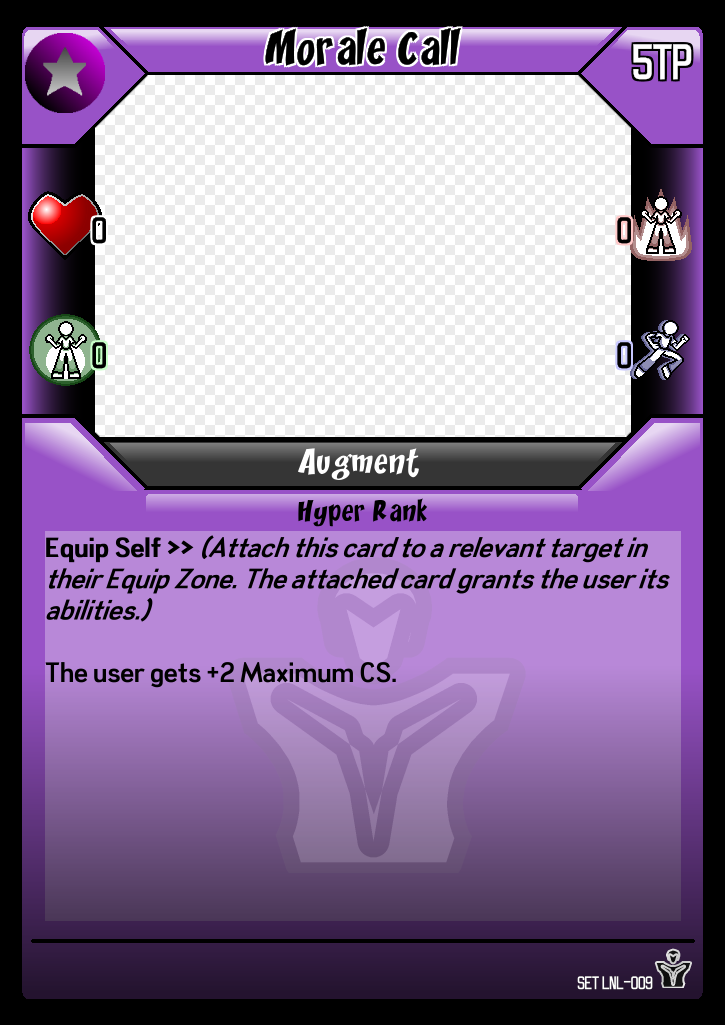 Morale Call
5TP
0
0
0
0
Augment
Hyper Rank
Equip Self >> (Attach this card to a relevant target in
their Equip Zone. The attached card grants the user its
abilities.)
The user gets +2 Maximum CS.
SET LNL-009